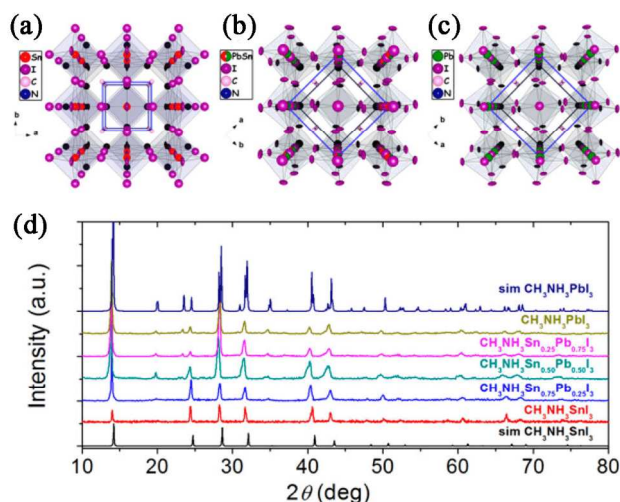 (a)
Sn
I
C
N
b
a
(b)
PbSn
I
C
N
a
b
(c)
Pb
I
C
N
b
a
(d)
Intensity (a.u.)
sim CH₃NH₃PbI₃
CH₃NH₃PbI₃
CH₃NH₃Sn₀.₂₅Pb₀.₇₅I₃
CH₃NH₃Sn₀.₅₀Pb₀.₅₀I₃
CH₃NH₃Sn₀.₇₅Pb₀.₂₅I₃
CH₃NH₃SnI₃
sim CH₃NH₃SnI₃
10 20 30 40 50 60 70 80
2θ (deg)